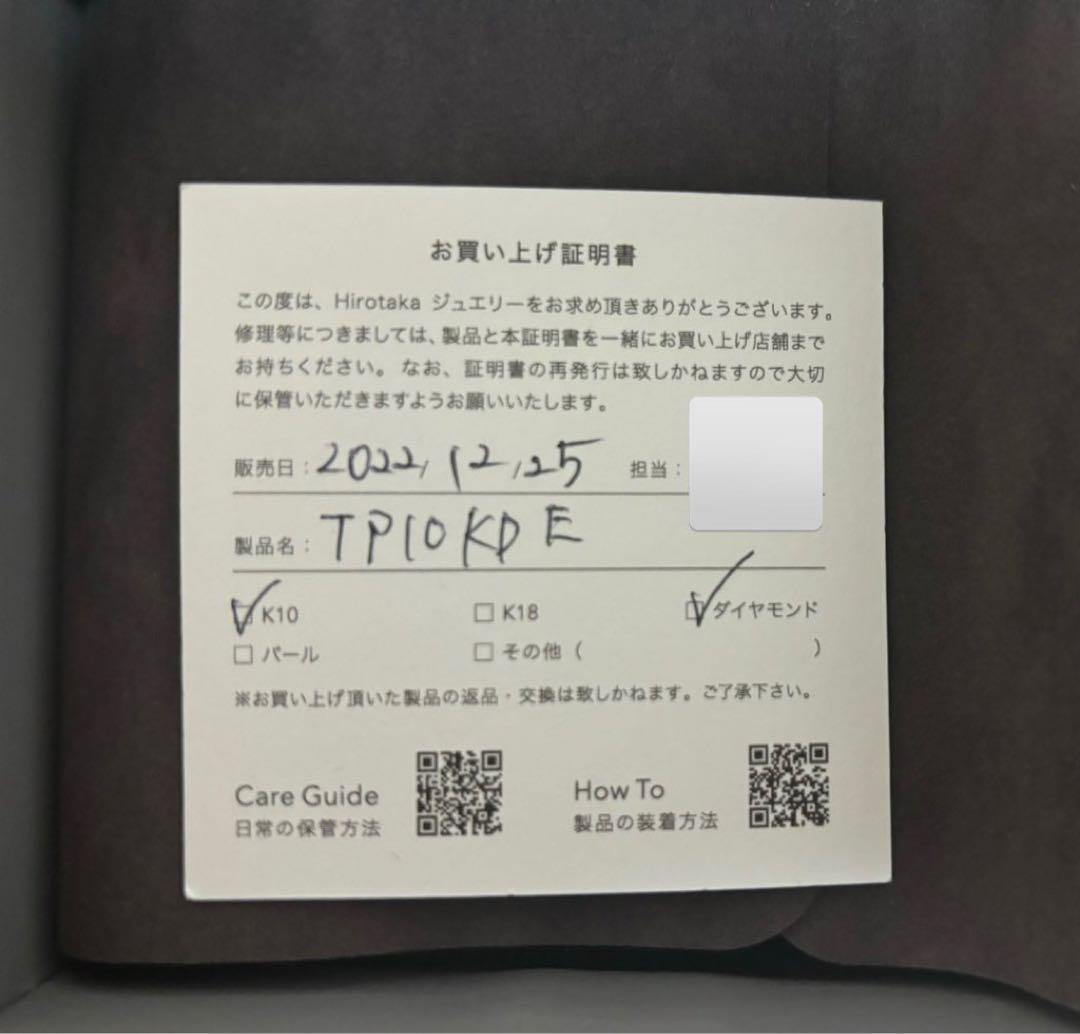 お買い上げ証明書
この度は、Hirotaka ジュエリーをお求め頂きありがとうございます。
修理等につきましては、製品と本証明書を一緒にお買い上げ店舗まで
お持ちください。なお、証明書の再発行は致しかねますので大切
に保管いただきますようお願いいたします。
販売日：2022/12/25 担当：
製品名：TP10KD E
K10 K18 ダイヤモンド
パール その他（ ）
※お買い上げ頂いた製品の返品・交換は致しかねます。ご了承下さい。
Care Guide How To
日常の保管方法 製品の装着方法